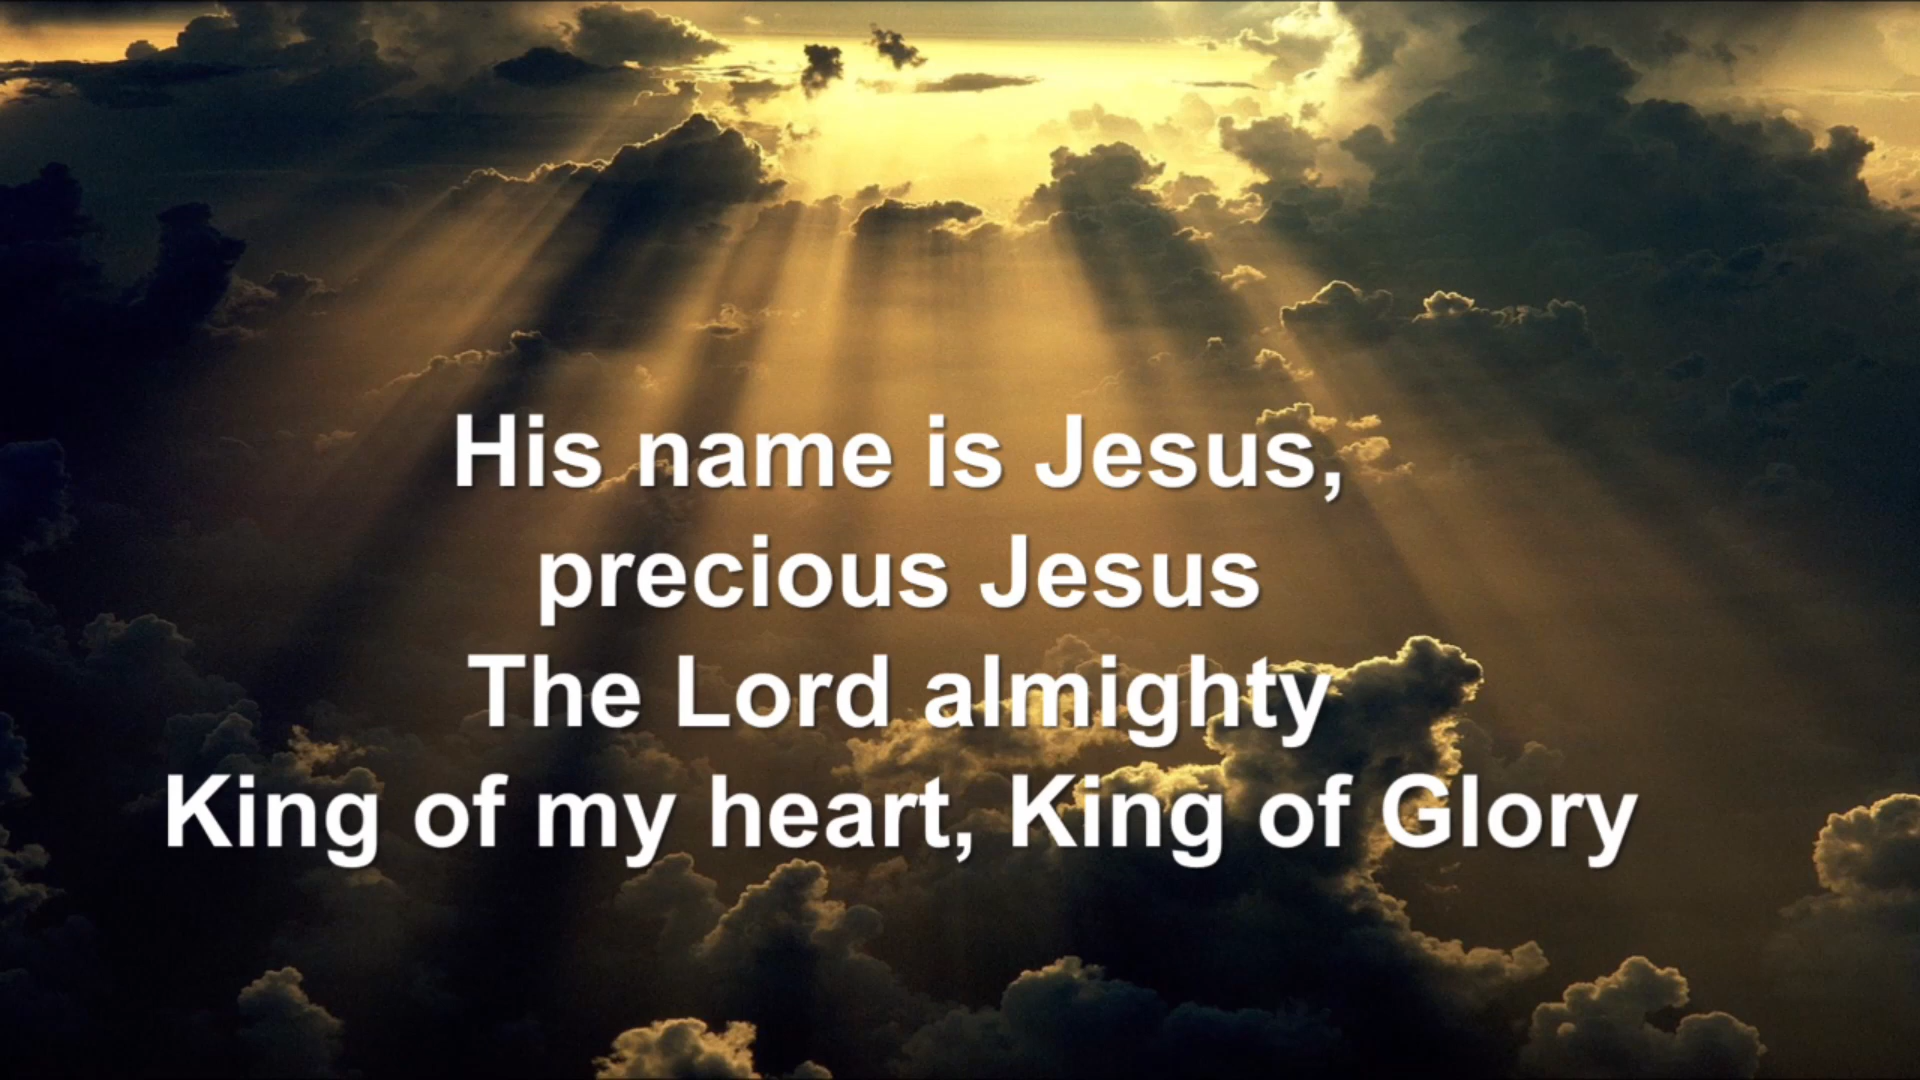 His name is Jesus,
precious Jesus
The Lord almighty
King of my heart, King of Glory